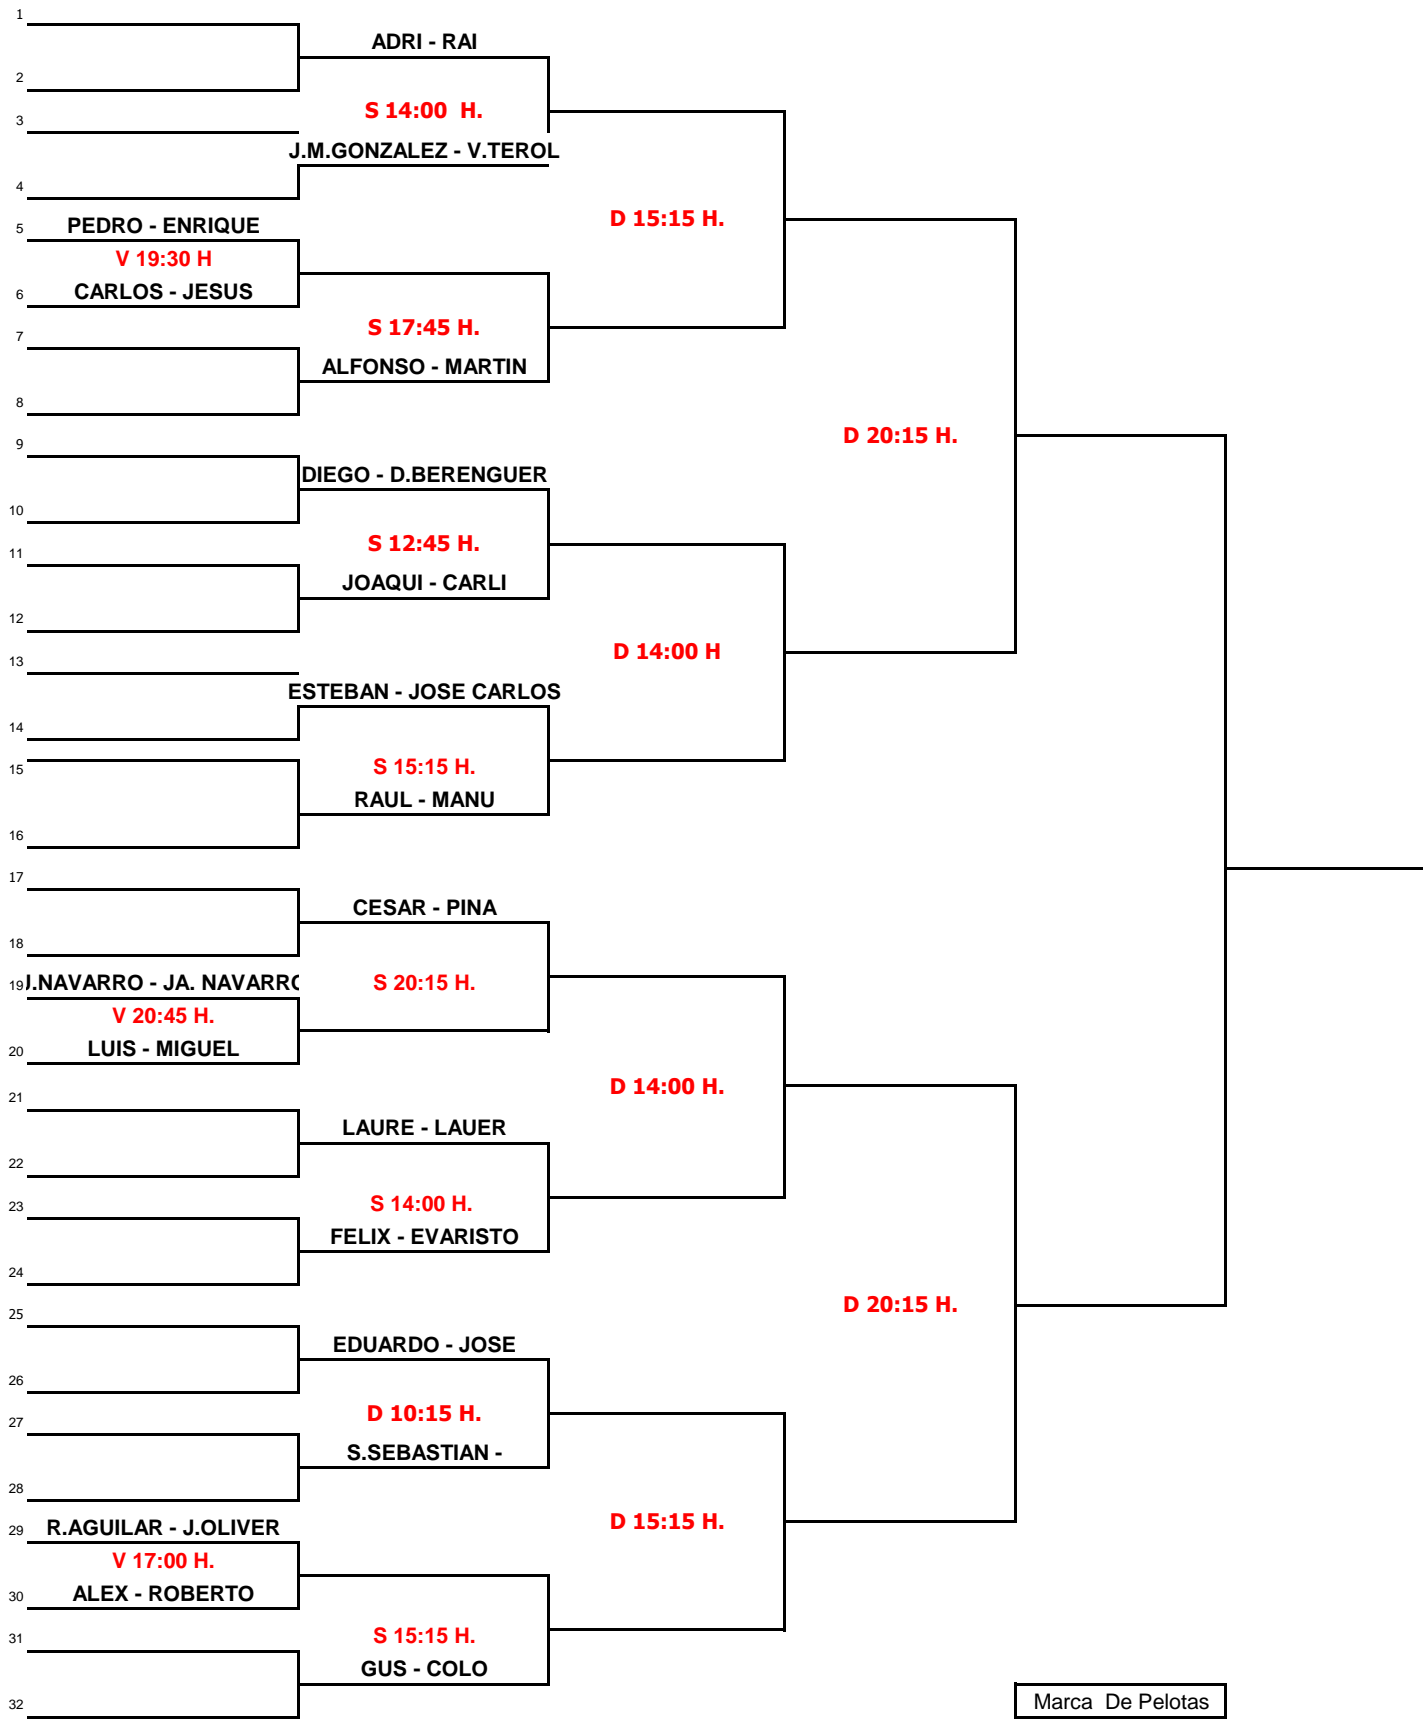 1
ADRI - RAI
2
S 14:00  H.
3
J.M.GONZALEZ - V.TEROL
4
D 15:15 H.
5 PEDRO - ENRIQUE
V 19:30 H
6 CARLOS - JESUS
S 17:45 H.
7
ALFONSO - MARTIN
8
D 20:15 H.
9
DIEGO - D.BERENGUER
10
S 12:45 H.
11
JOAQUI - CARLI
12
D 14:00 H
13
ESTEBAN - JOSE CARLOS
14
S 15:15 H.
15
RAUL - MANU
16
17
CESAR - PINA
18
19 J.NAVARRO - JA. NAVARRO
S 20:15 H.
V 20:45 H.
20 LUIS - MIGUEL
D 14:00 H.
21
LAURE - LAUER
22
S 14:00 H.
23
FELIX - EVARISTO
24
D 20:15 H.
25
EDUARDO - JOSE
26
D 10:15 H.
27
S.SEBASTIAN -
28
D 15:15 H.
29 R.AGUILAR - J.OLIVER
V 17:00 H.
30 ALEX - ROBERTO
S 15:15 H.
31
GUS - COLO
32
Marca  De Pelotas